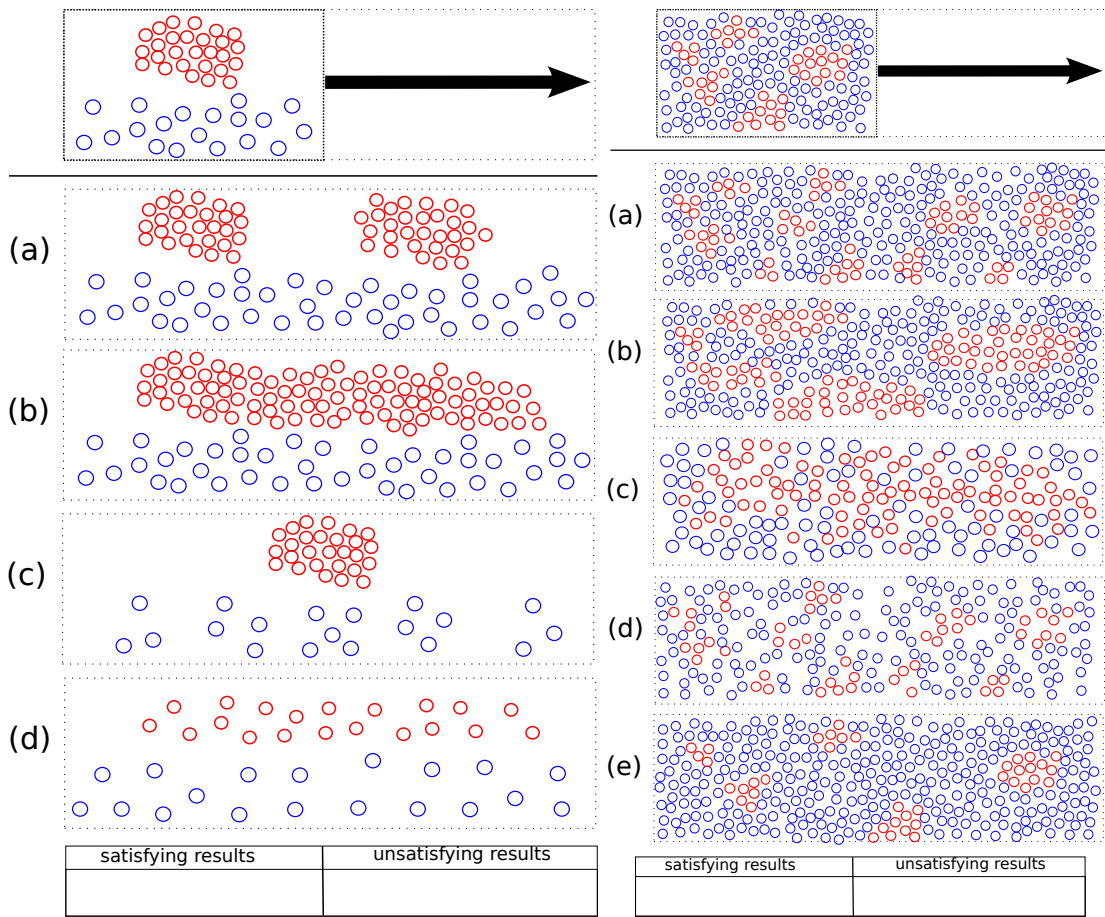 (a)
(b)
(c)
(d)
satisfying results unsatisfying results
(a)
(b)
(c)
(d)
(e)
satisfying results unsatisfying results